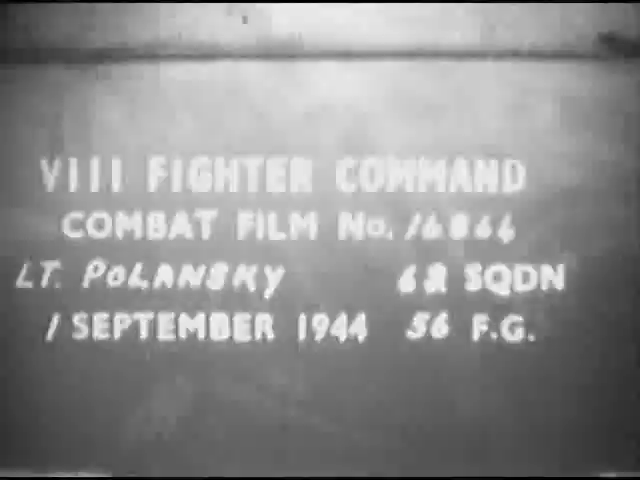 VIII FIGHTER COMMAND
COMBAT FILM No. 16864
LT. POLANSKY 62 SQDN
1 SEPTEMBER 1944 56 F.G.